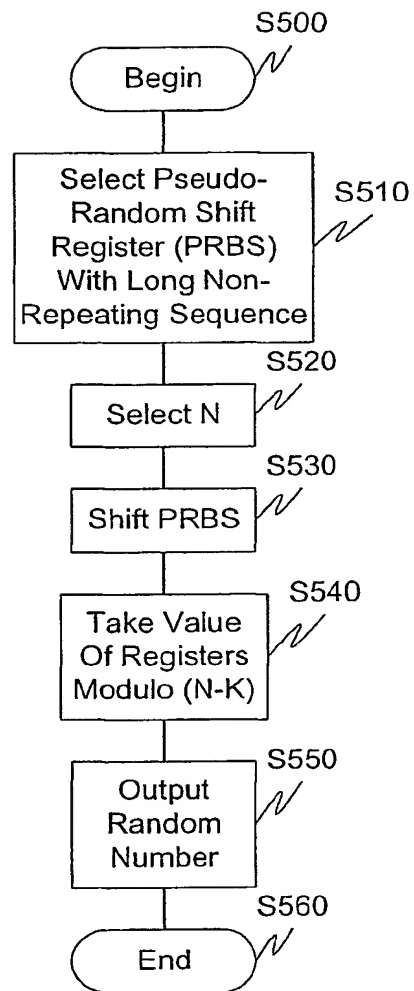 S500
Begin
Select Pseudo-
Random Shift
Register (PRBS)
With Long Non-
Repeating Sequence
S510
S520
Select N
S530
Shift PRBS
S540
Take Value
Of Registers
Modulo (N-K)
S550
Output
Random
Number
S560
End